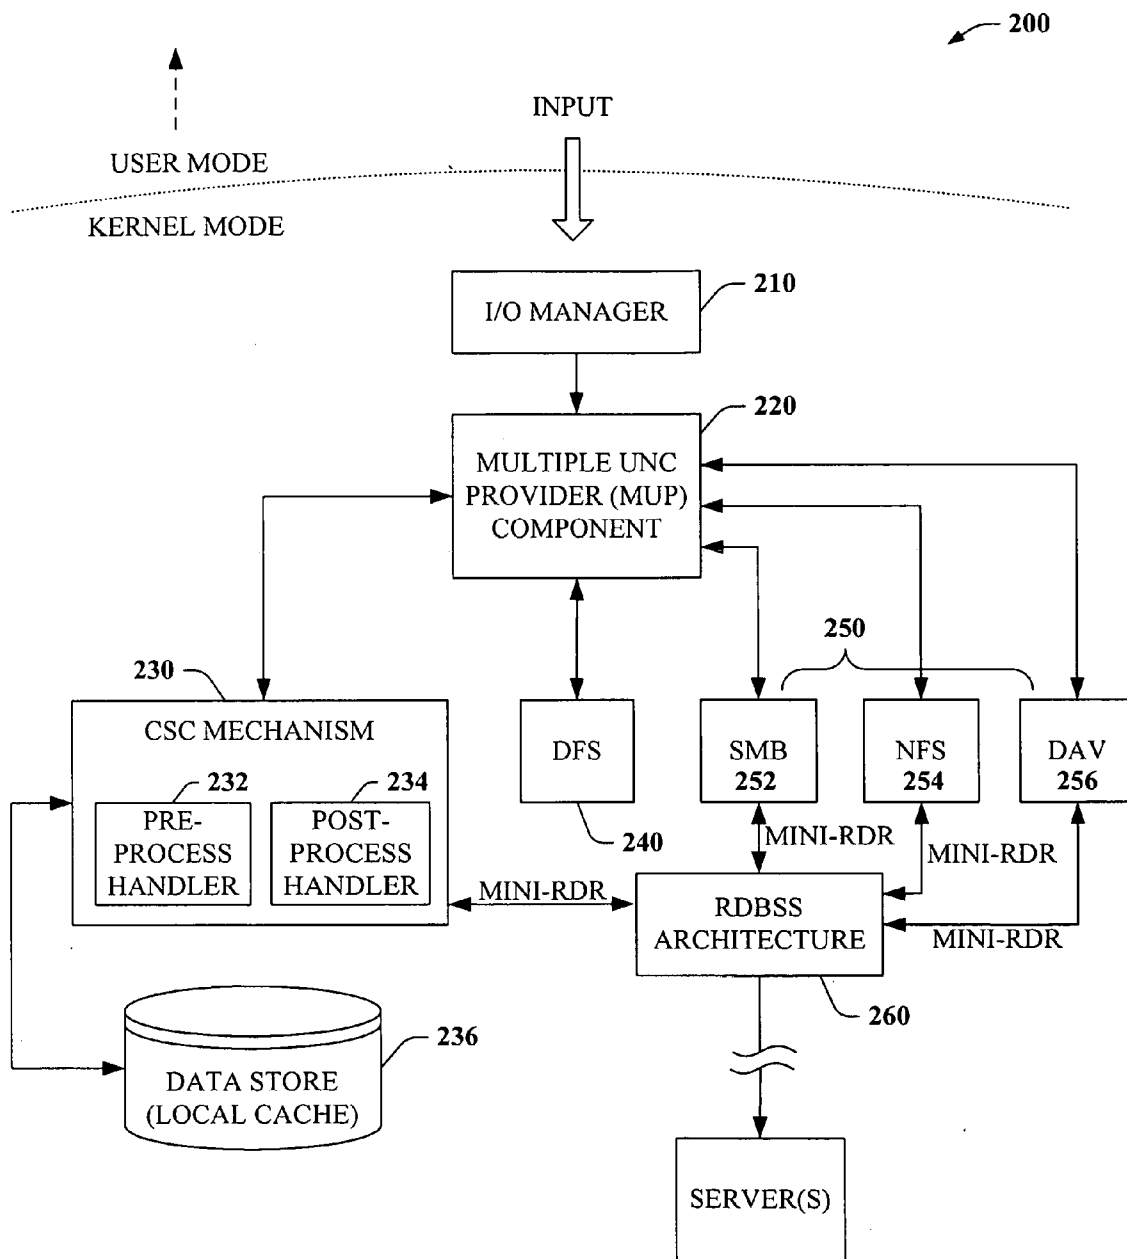 200
INPUT
USER MODE
KERNEL MODE
210
I/O MANAGER
220
MULTIPLE UNC
PROVIDER (MUP)
COMPONENT
250
230
CSC MECHANISM
232
PRE-
PROCESS
HANDLER
234
POST-
PROCESS
HANDLER
DFS
240
SMB
252
NFS
254
DAV
256
MINI-RDR
MINI-RDR
MINI-RDR
MINI-RDR
RDBSS
ARCHITECTURE
260
236
DATA STORE
(LOCAL CACHE)
SERVER(S)